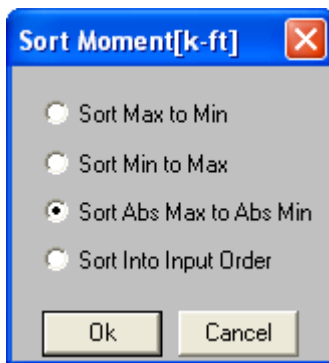 Sort Moment[k-ft]
Sort Max to Min
Sort Min to Max
Sort Abs Max to Abs Min
Sort Into Input Order
Ok Cancel